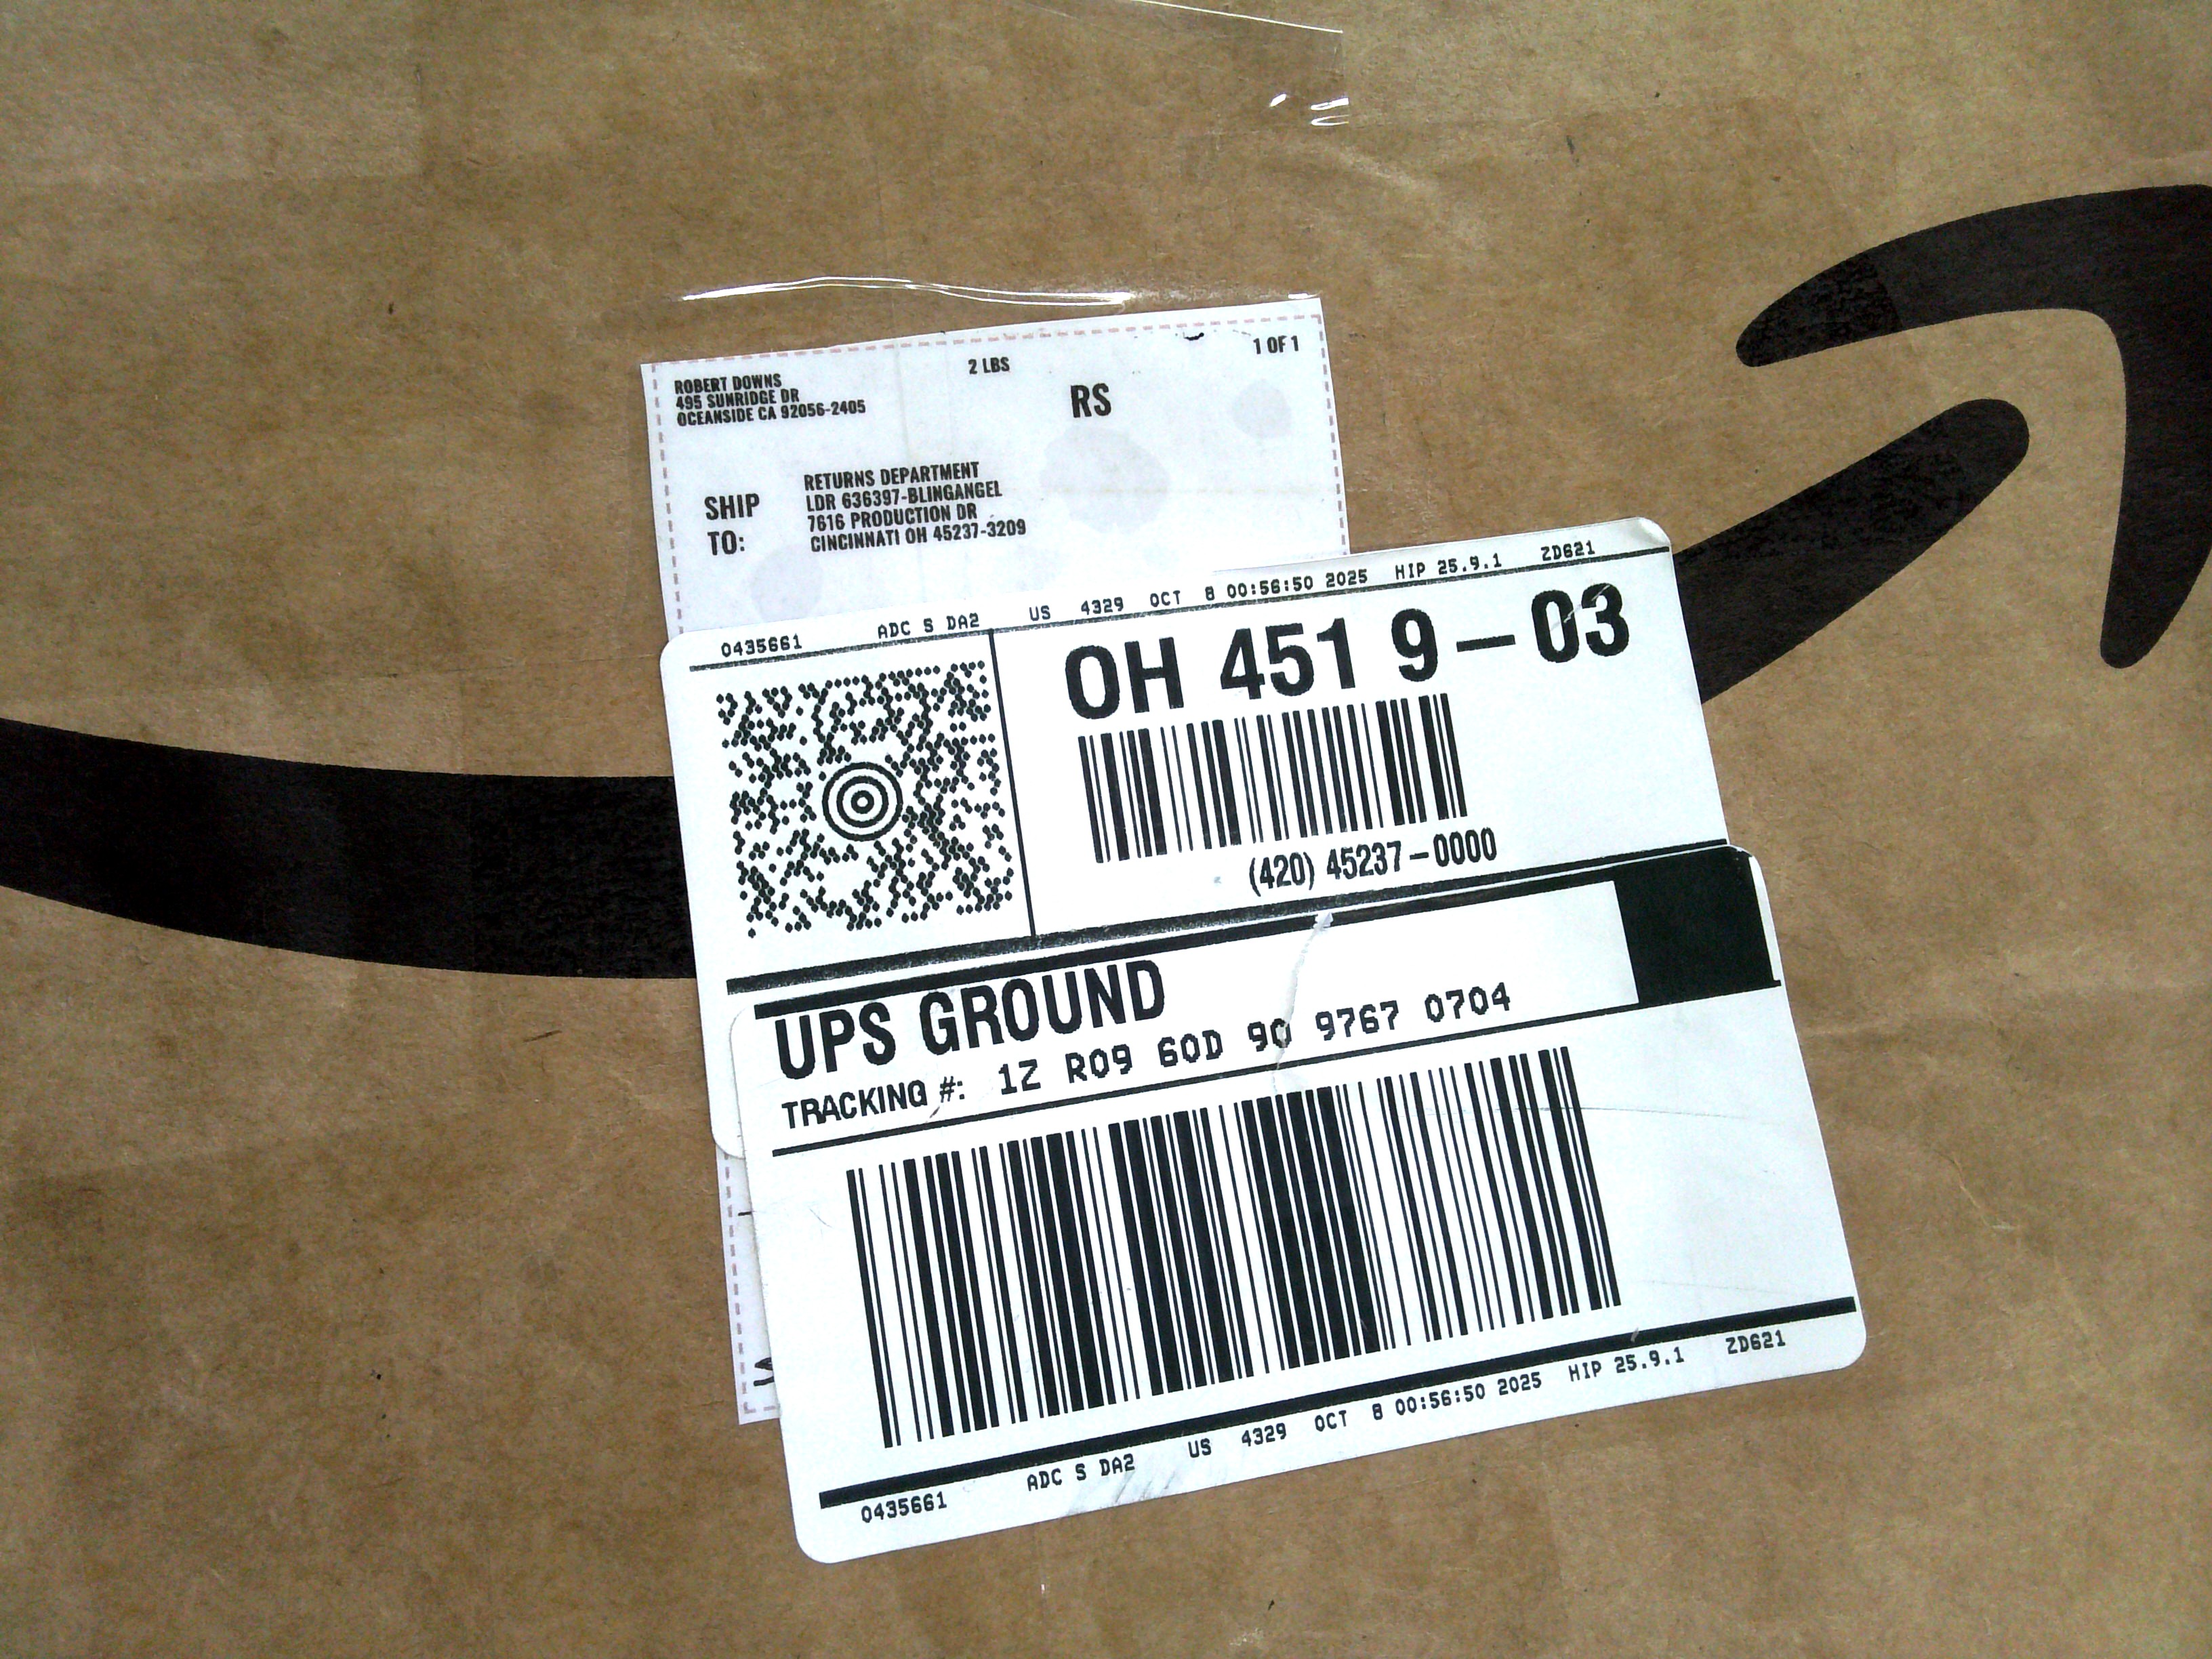 2 LBS
1 OF 1
ROBERT DOWNS
495 SUNRIDGE DR
OCEANSIDE CA 92056-2405
RS
SHIP TO:
RETURNS DEPARTMENT
LDR 636397-BLINGANGEL
7616 PRODUCTION DR
CINCINNATI OH 45237-3209
0435661 ADC S DA2 US 4329 OCT 8 00:56:50 2025 HIP 25.9.1 ZD621
OH 451 9-03
(420) 45237-0000
UPS GROUND
TRACKING #: 1Z R09 60D 90 9767 0704
0435661 ADC S DA2 US 4329 OCT 8 00:56:50 2025 HIP 25.9.1 ZD621